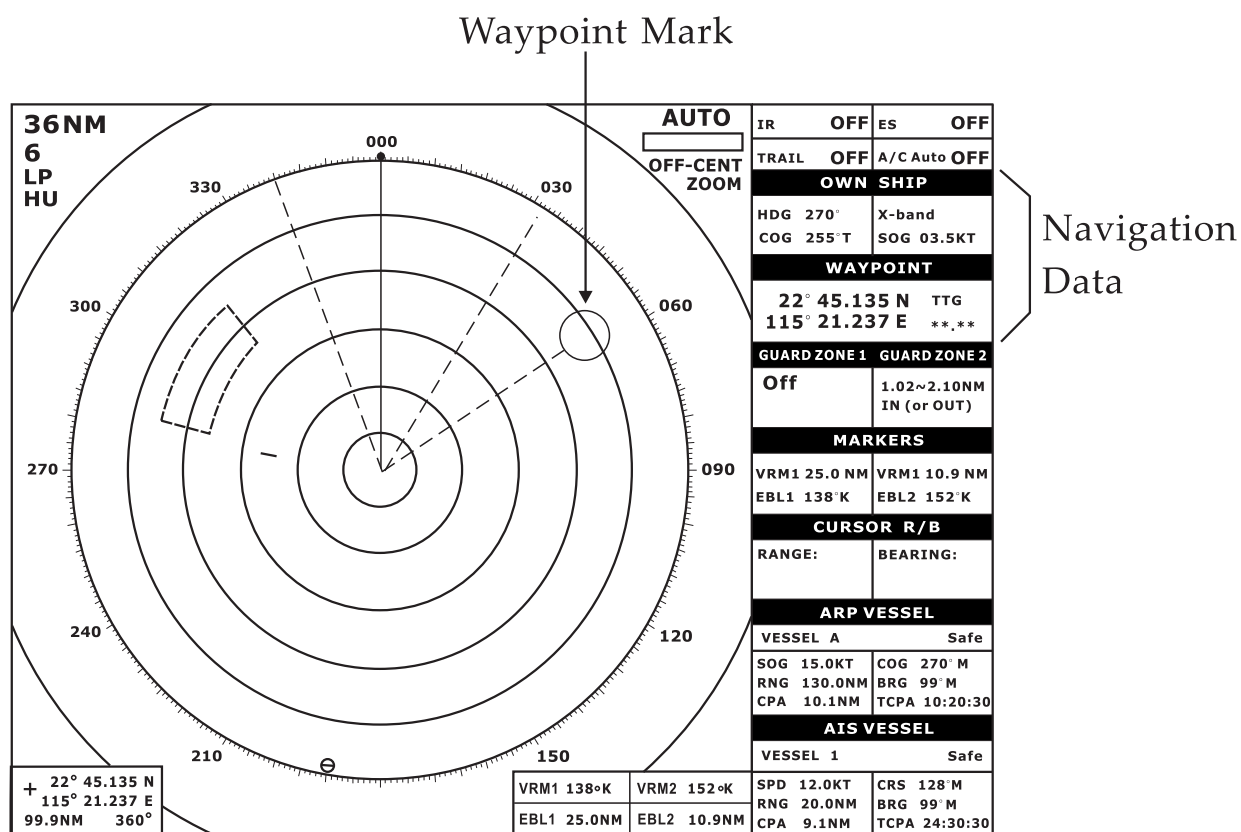 Waypoint Mark
36NM
6
LP
HU
AUTO
OFF-CENT
ZOOM
000
330
030
300
060
270
090
240
120
210
150
+ 22° 45.135 N
115° 21.237 E
99.9NM 360°
VRM1 138∘K VRM2 152∘K
EBL1 25.0NM EBL2 10.9NM
IR OFF ES OFF
TRAIL OFF A/C Auto OFF
OWN SHIP
HDG 270° X-band
COG 255°T SOG 03.5KT
WAYPOINT
22° 45.135 N TTG
115° 21.237 E **.**
GUARD ZONE 1 GUARD ZONE 2
Off 1.02~2.10NM
IN (or OUT)
MARKERS
VRM1 25.0 NM VRM1 10.9 NM
EBL1 138°K EBL2 152°K
CURSOR R/B
RANGE: BEARING:
ARP VESSEL
VESSEL A Safe
SOG 15.0KT COG 270°M
RNG 130.0NM BRG 99°M
CPA 10.1NM TCPA 10:20:30
AIS VESSEL
VESSEL 1 Safe
SPD 12.0KT CRS 128°M
RNG 20.0NM BRG 99°M
CPA 9.1NM TCPA 24:30:30
Navigation
Data